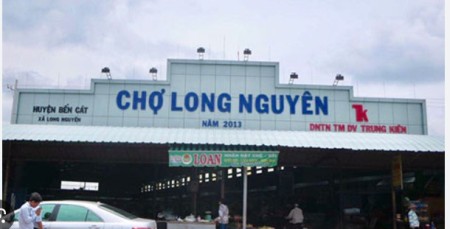 HUYỆN BẾN CÁT
XÃ LONG NGUYÊN
CHỢ LONG NGUYÊN
NĂM 2013
TK
DNTN TM DV TRUNG KIÊN
LOAN